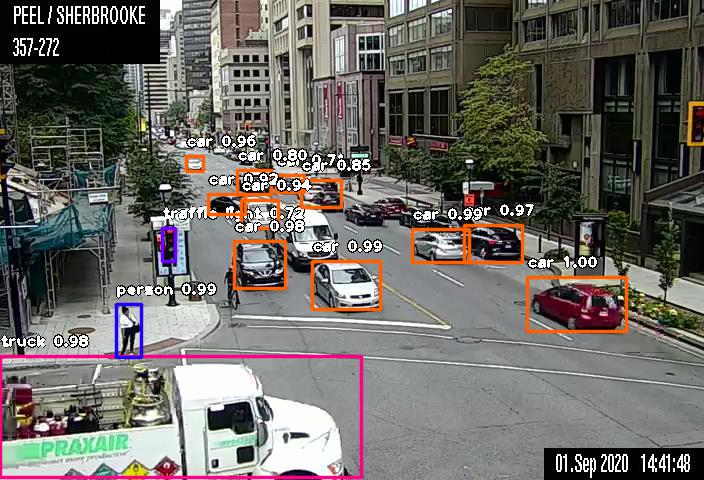 PEEL / SHERBROOKE
357-272
car 0.96
car 0.80
car 0.85
car 0.92
car 0.94
car 0.98
car 0.99
car 0.99
0.97
car 1.00
person 0.99
truck 0.98
PRAXAIR
01.Sep 2020 14:41:48